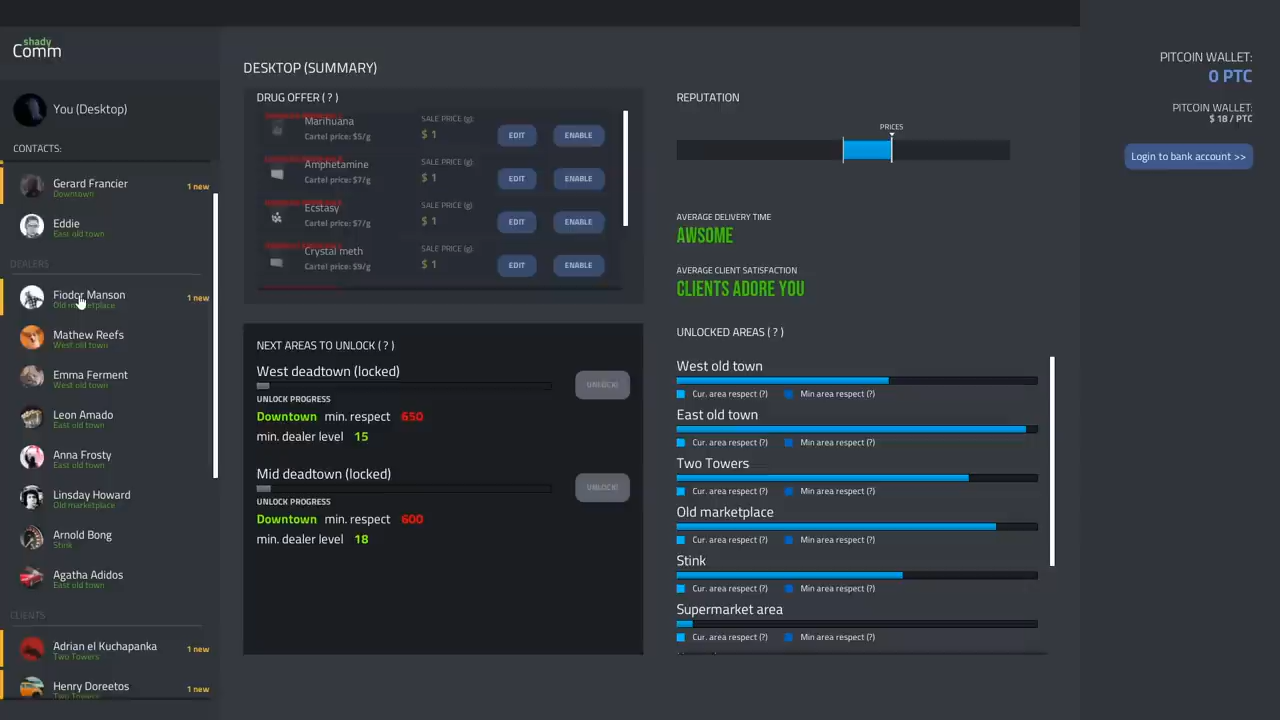 shady
Comm
You (Desktop)
CONTACTS:
Gerard Francier
Downtown
1 new
Eddie
East old town
DEALERS
Fiodor Manson
Old marketplace
1 new
Mathew Reefs
West old town
Emma Ferment
West old town
Leon Amado
East old town
Anna Frosty
East old town
Linsday Howard
Old marketplace
Arnold Bong
Stink
Agatha Adidos
East old town
CLIENTS
Adrian el Kuchapanka
Two Towers
1 new
Henry Doreetos
Two Towers
1 new
DESKTOP (SUMMARY)
DRUG OFFER ( ? )
Marihuana
Cartel price: $5/g
SALE PRICE (g):
$ 1
EDIT
ENABLE
Amphetamine
Cartel price: $7/g
SALE PRICE (g):
$ 1
EDIT
ENABLE
Ecstasy
Cartel price: $7/g
SALE PRICE (g):
$ 1
EDIT
ENABLE
Crystal meth
Cartel price: $9/g
SALE PRICE (g):
$ 1
EDIT
ENABLE
NEXT AREAS TO UNLOCK ( ? )
West deadtown (locked)
UNLOCK!
UNLOCK PROGRESS
Downtown min. respect 650
min. dealer level 15
Mid deadtown (locked)
UNLOCK!
UNLOCK PROGRESS
Downtown min. respect 600
min. dealer level 18
REPUTATION
PRICES
AVERAGE DELIVERY TIME
AWSOME
AVERAGE CLIENT SATISFACTION
CLIENTS ADORE YOU
UNLOCKED AREAS ( ? )
West old town
Cur. area respect (?) Min area respect (?)
East old town
Cur. area respect (?) Min area respect (?)
Two Towers
Cur. area respect (?) Min area respect (?)
Old marketplace
Cur. area respect (?) Min area respect (?)
Stink
Cur. area respect (?) Min area respect (?)
Supermarket area
Cur. area respect (?) Min area respect (?)
PITCOIN WALLET:
0 PTC
PITCOIN WALLET:
$ 18 / PTC
Login to bank account >>